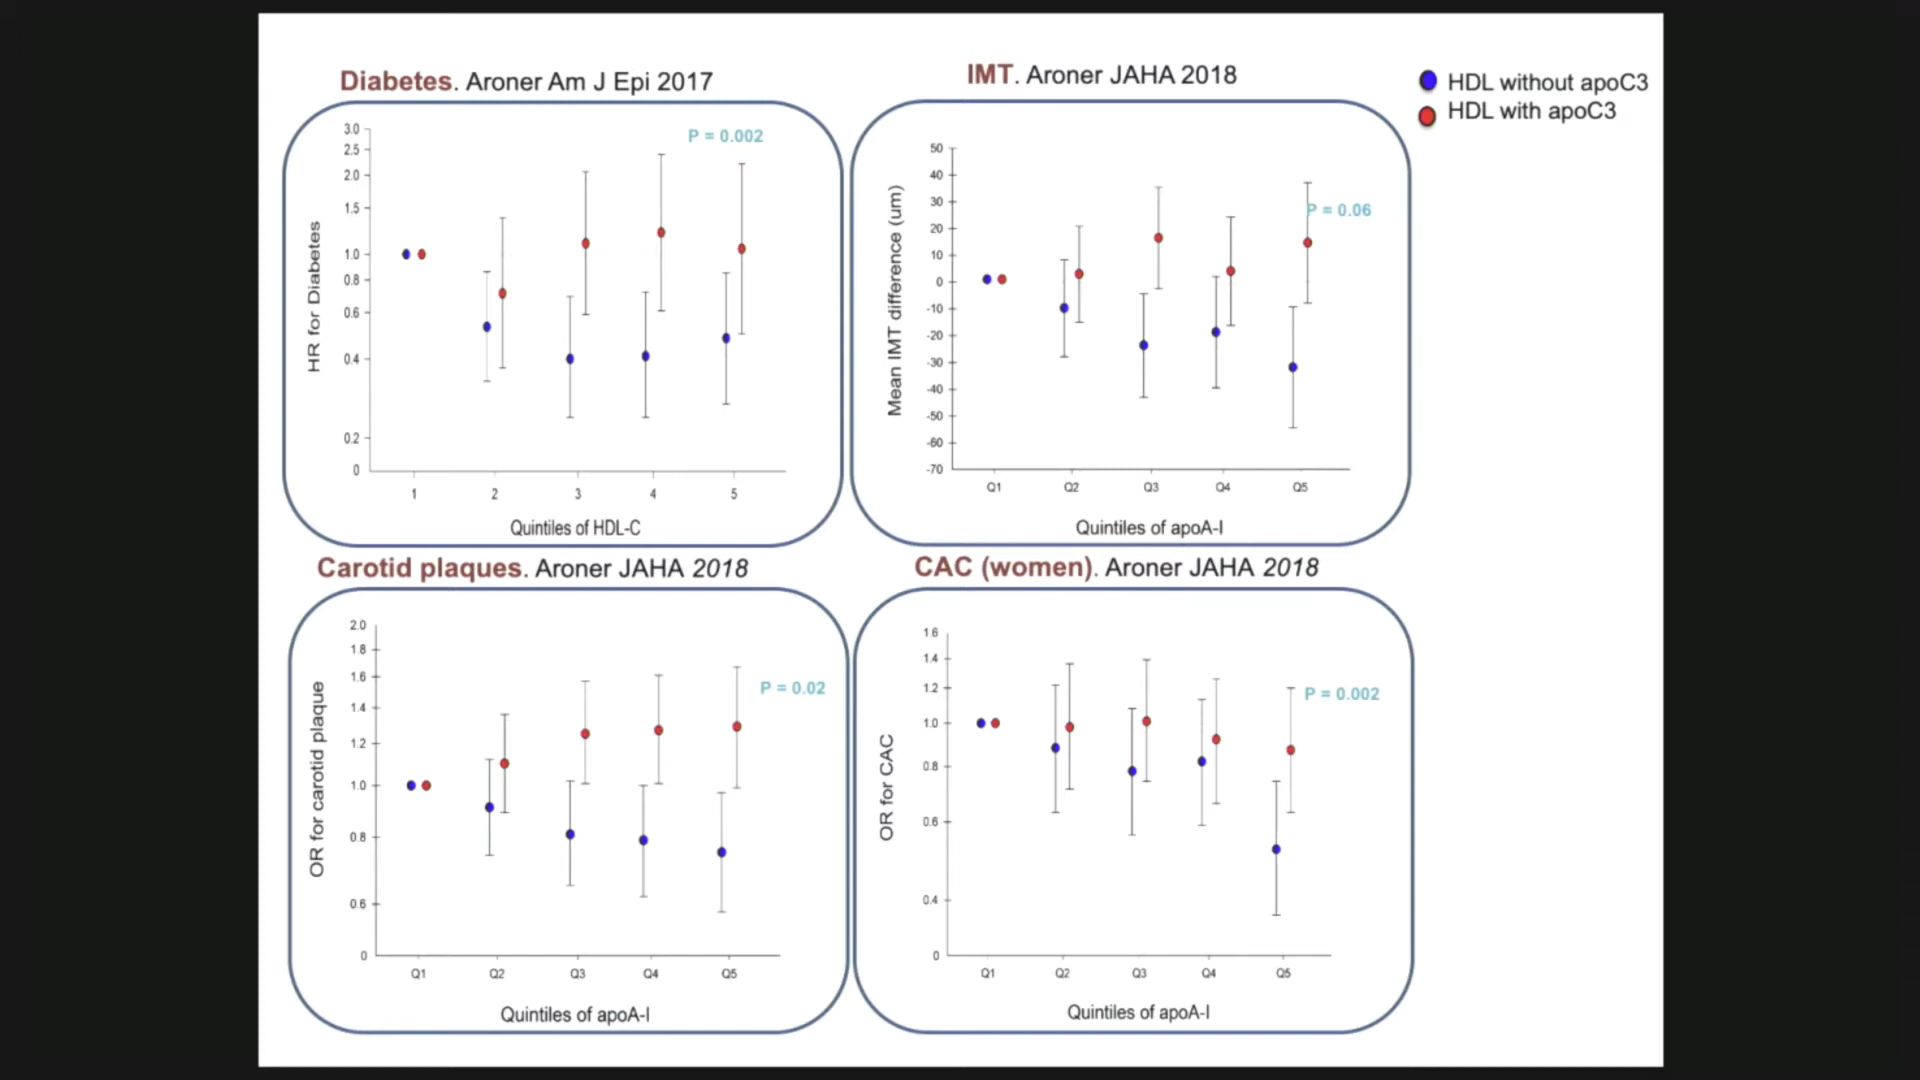 Diabetes. Aroner Am J Epi 2017
P = 0.002
HR for Diabetes
3.0
2.5
2.0
1.5
1.0
0.8
0.6
0.4
0.2
0
1 2 3 4 5
Quintiles of HDL-C
IMT. Aroner JAHA 2018
P = 0.06
Mean IMT difference (um)
50
40
30
20
10
0
-10
-20
-30
-40
-50
-60
-70
Q1 Q2 Q3 Q4 Q5
Quintiles of apoA-I
HDL without apoC3
HDL with apoC3
Carotid plaques. Aroner JAHA 2018
P = 0.02
OR for carotid plaque
2.0
1.8
1.6
1.4
1.2
1.0
0.8
0.6
0
Q1 Q2 Q3 Q4 Q5
Quintiles of apoA-I
CAC (women). Aroner JAHA 2018
P = 0.002
OR for CAC
1.6
1.4
1.2
1.0
0.8
0.6
0.4
0
Q1 Q2 Q3 Q4 Q5
Quintiles of apoA-I